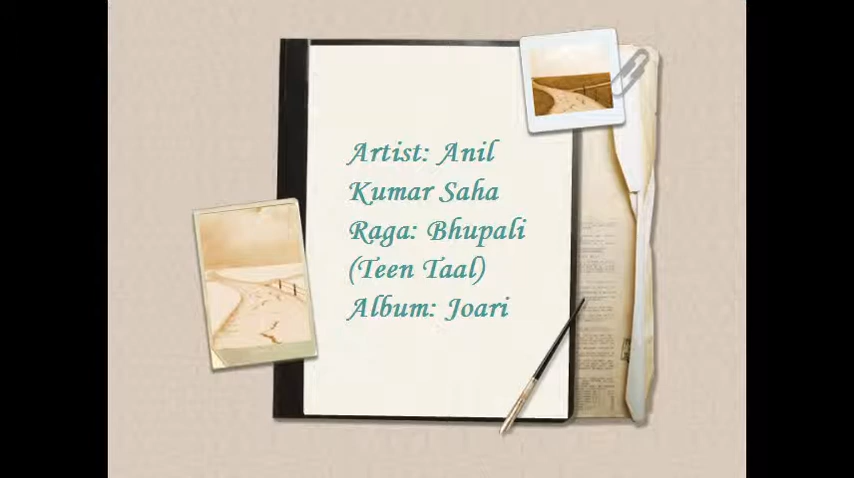 Artist: Anil
Kumar Saha
Raga: Bhupali
(Teen Taal)
Album: Joari